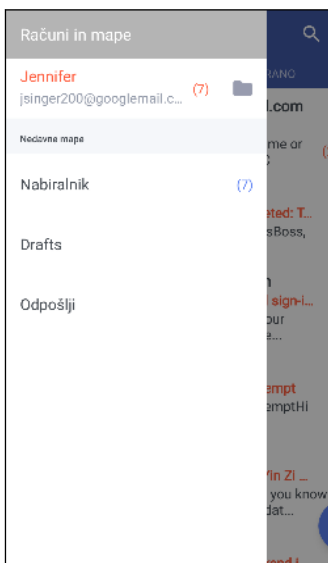 Računi in mape
Jennifer
jsinger200@googlemail.c...
(7)
Nedavne mape
Nabiralnik
(7)
Drafts
Odpošlji
RANO
l.com
me or
eted: T...
sBoss,
sign-i...
our
e...
empt
emptHi
Yin Zi ...
you know
dat...